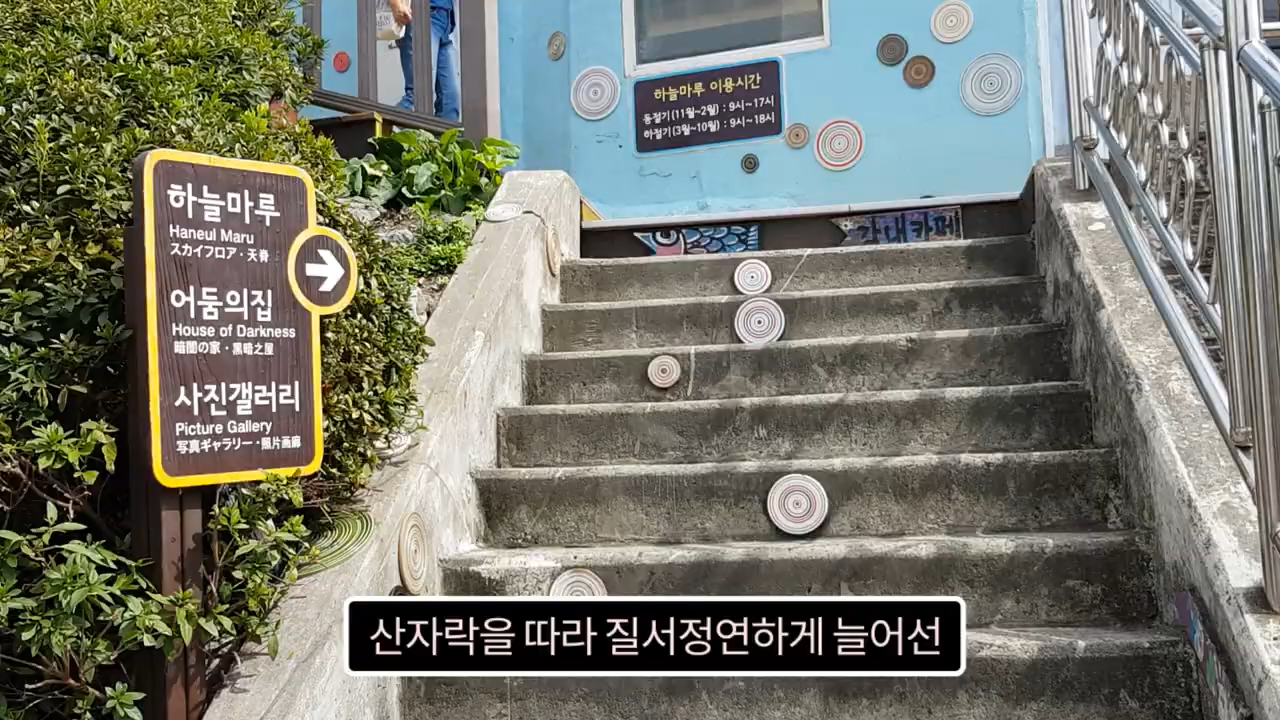 하늘마루 이용시간
동절기(11월~2월) : 9시~17시
하절기(3월~10월) : 9시~18시
하늘마루
Haneul Maru
スカイフロア・天脊
어둠의집
House of Darkness
暗闇の家・黑暗之屋
사진갤러리
Picture Gallery
写真ギャラリー・照片画廊
감내카페
산자락을 따라 질서정연하게 늘어선